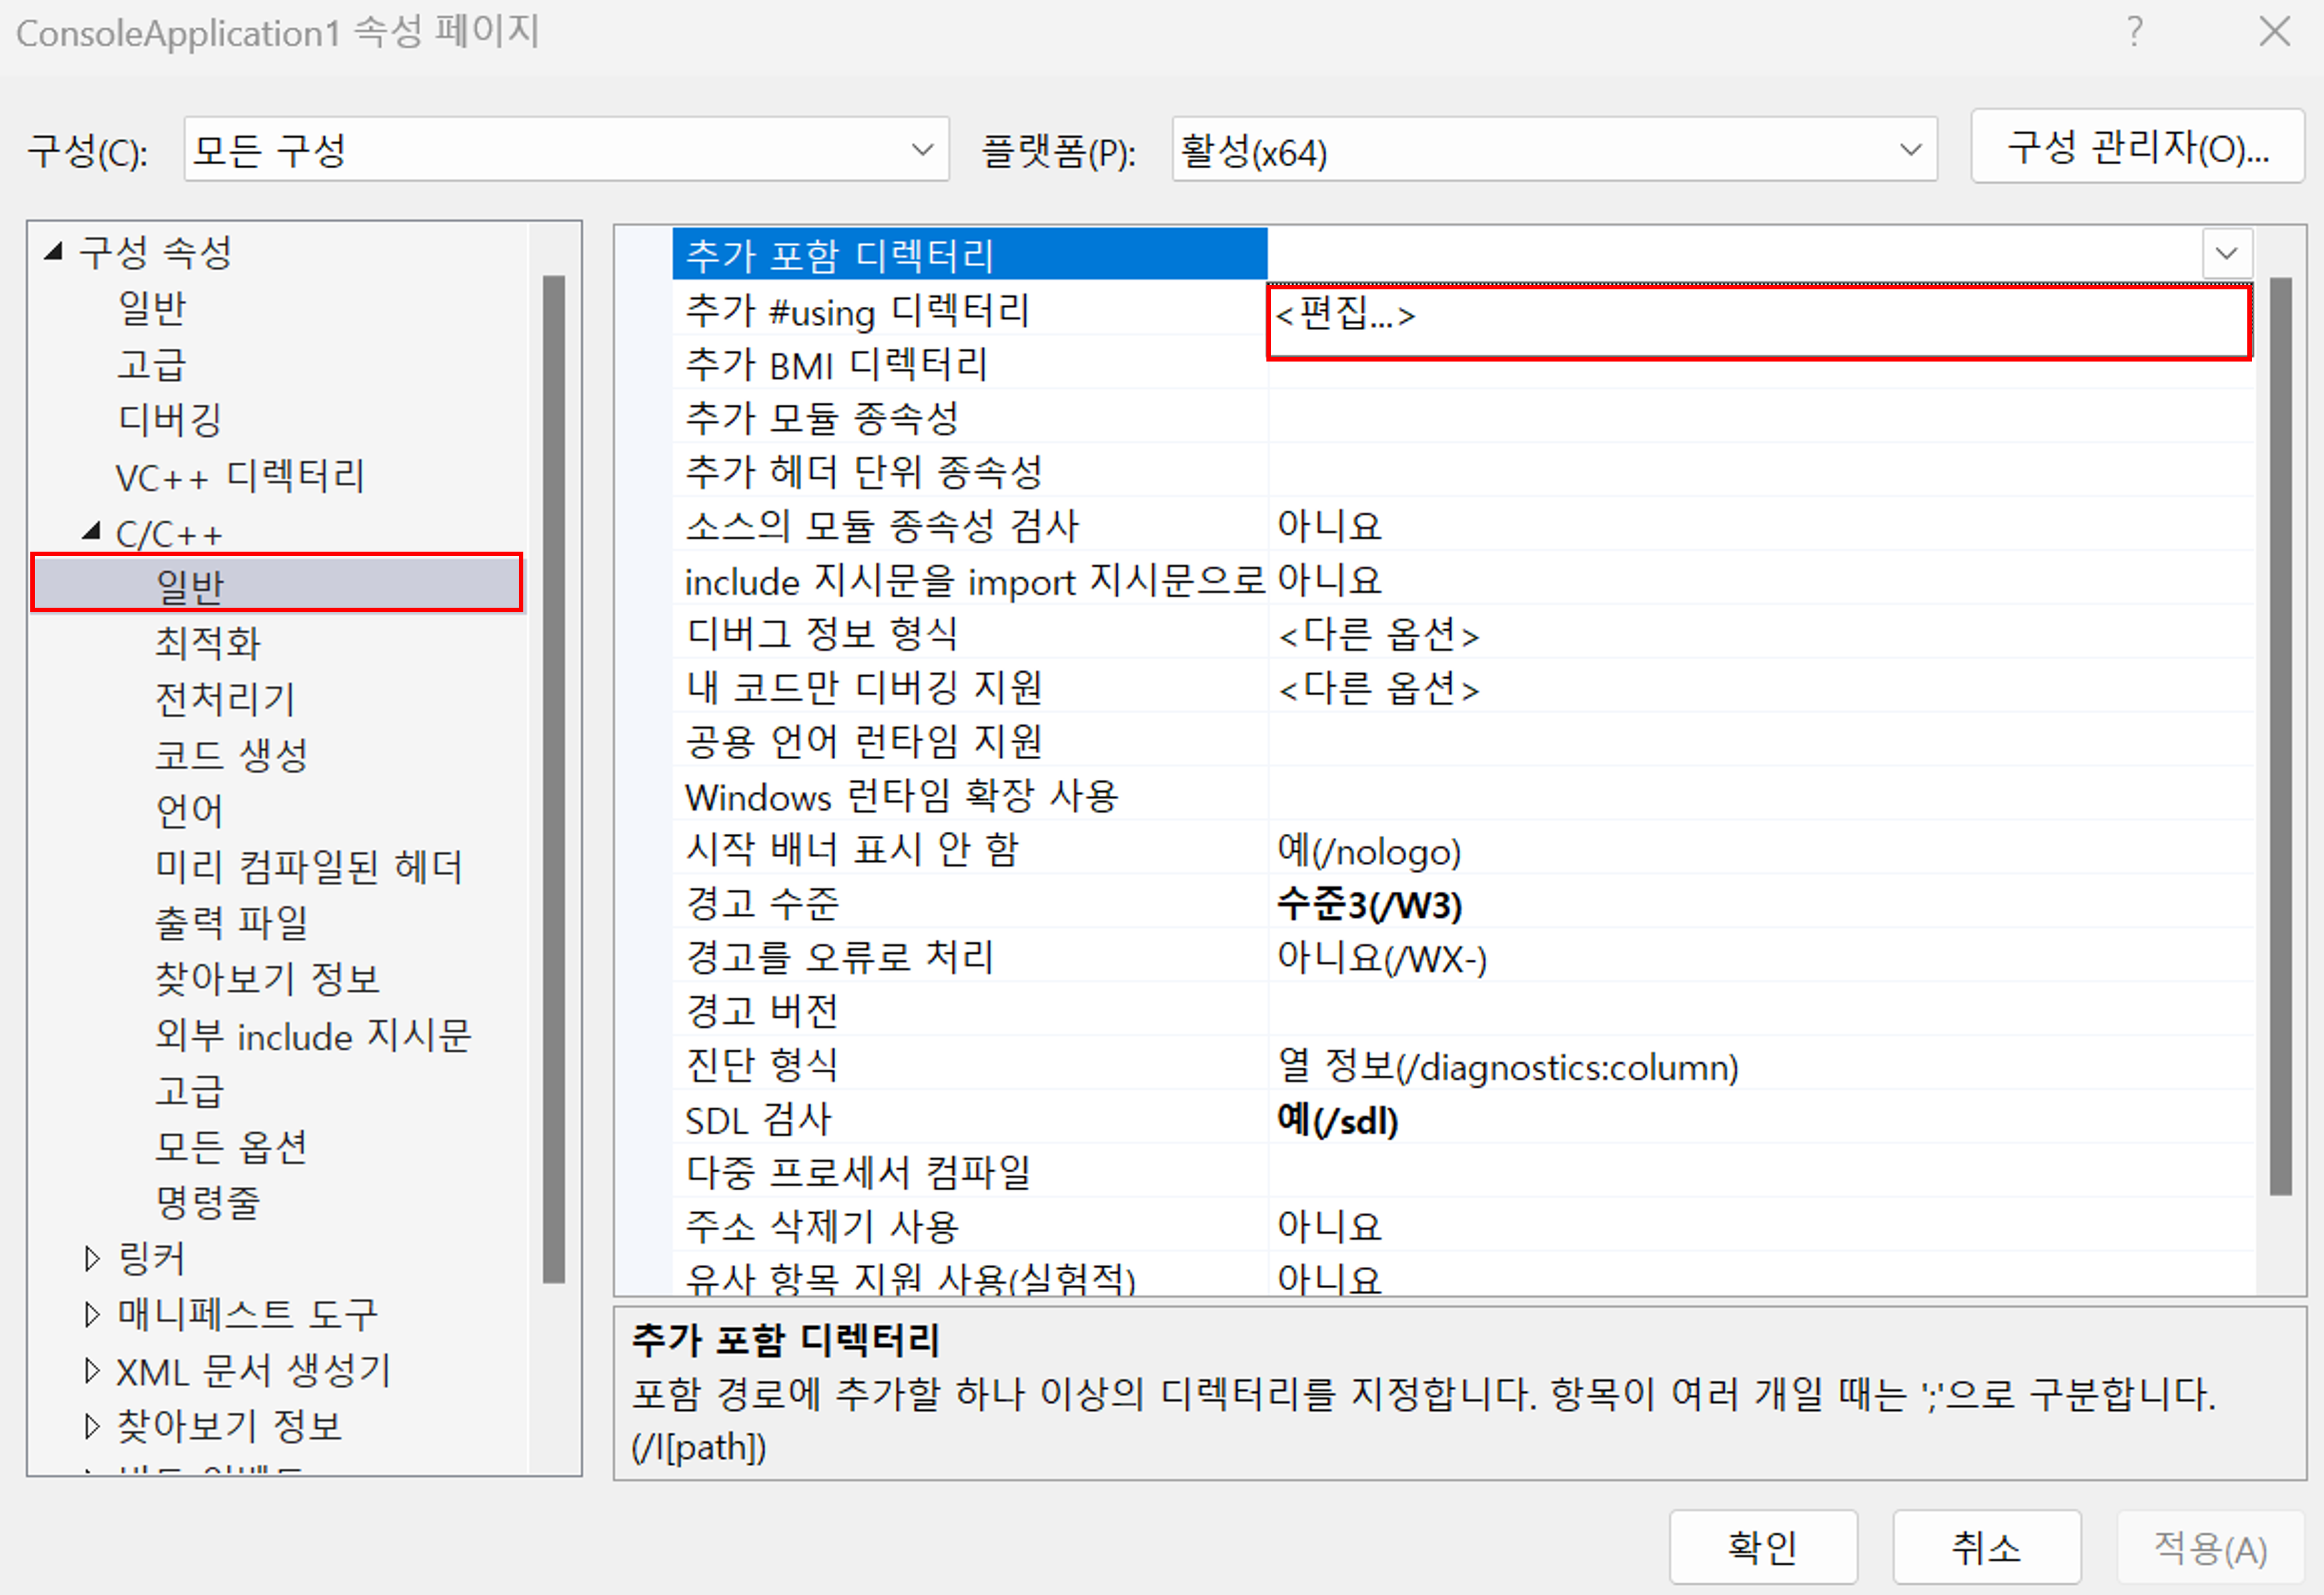 ConsoleApplication1 속성 페이지
?
구성(C):
모든 구성
플랫폼(P):
활성(x64)
구성 관리자(O)...
구성 속성
일반
고급
디버깅
VC++ 디렉터리
C/C++
일반
최적화
전처리기
코드 생성
언어
미리 컴파일된 헤더
출력 파일
찾아보기 정보
외부 include 지시문
고급
모든 옵션
명령줄
링커
매니페스트 도구
XML 문서 생성기
찾아보기 정보
추가 포함 디렉터리
추가 #using 디렉터리
<편집...>
추가 BMI 디렉터리
추가 모듈 종속성
추가 헤더 단위 종속성
소스의 모듈 종속성 검사 아니요
include 지시문을 import 지시문으로 아니요
디버그 정보 형식 <다른 옵션>
내 코드만 디버깅 지원 <다른 옵션>
공용 언어 런타임 지원
Windows 런타임 확장 사용
시작 배너 표시 안 함 예(/nologo)
경고 수준 수준3(/W3)
경고를 오류로 처리 아니요(/WX-)
경고 버전
진단 형식 열 정보(/diagnostics:column)
SDL 검사 예(/sdl)
다중 프로세서 컴파일
주소 삭제기 사용 아니요
유사 항목 지원 사용(실험적) 아니요
추가 포함 디렉터리
포함 경로에 추가할 하나 이상의 디렉터리를 지정합니다. 항목이 여러 개일 때는 ';'으로 구분합니다.
(/I[path])
확인
취소
적용(A)